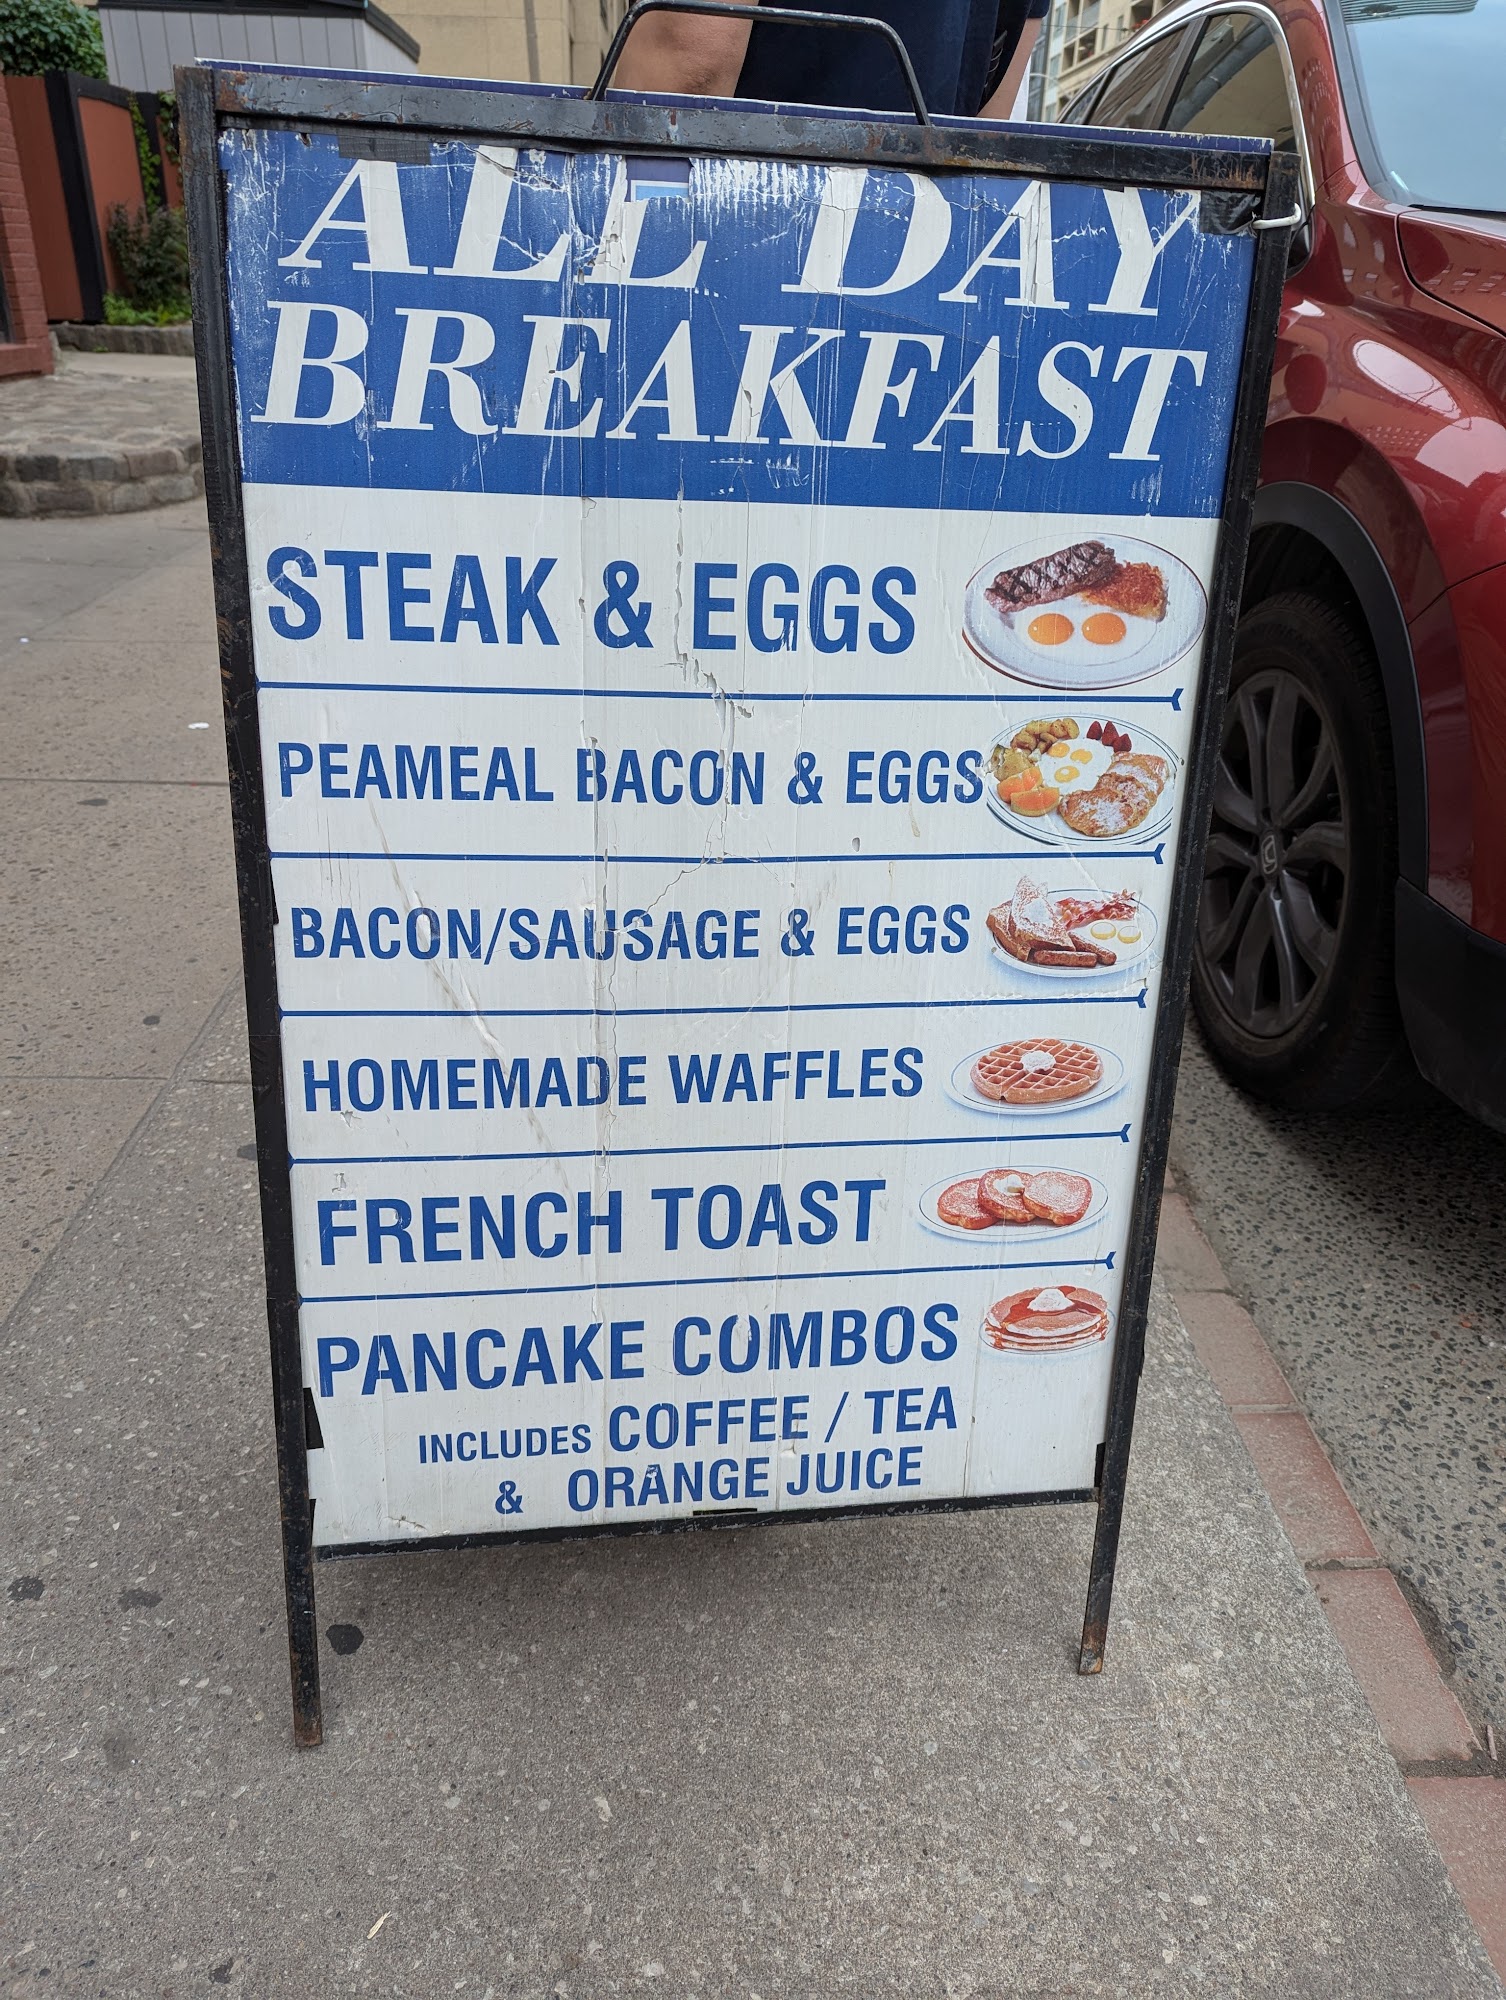 ALL DAY
BREAKFAST
STEAK & EGGS
PEAMEAL BACON & EGGS
BACON/SAUSAGE & EGGS
HOMEMADE WAFFLES
FRENCH TOAST
PANCAKE COMBOS
INCLUDES COFFEE / TEA
& ORANGE JUICE